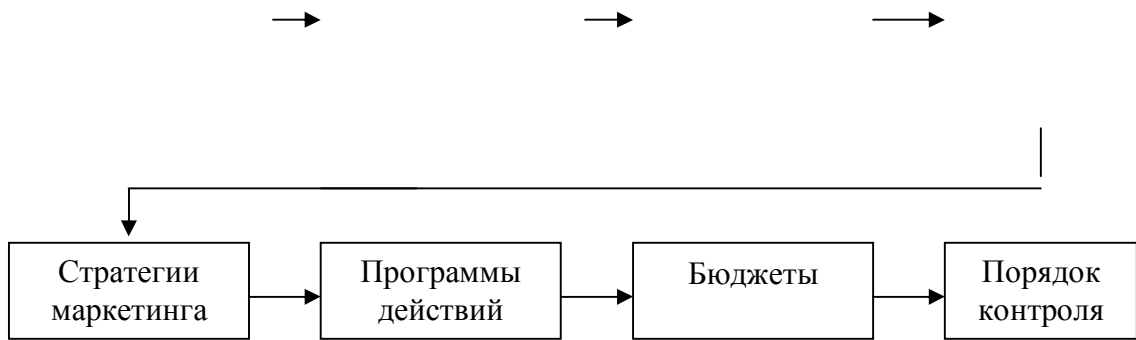 Стратегии
маркетинга
Программы
действий
Бюджеты
Порядок
контроля